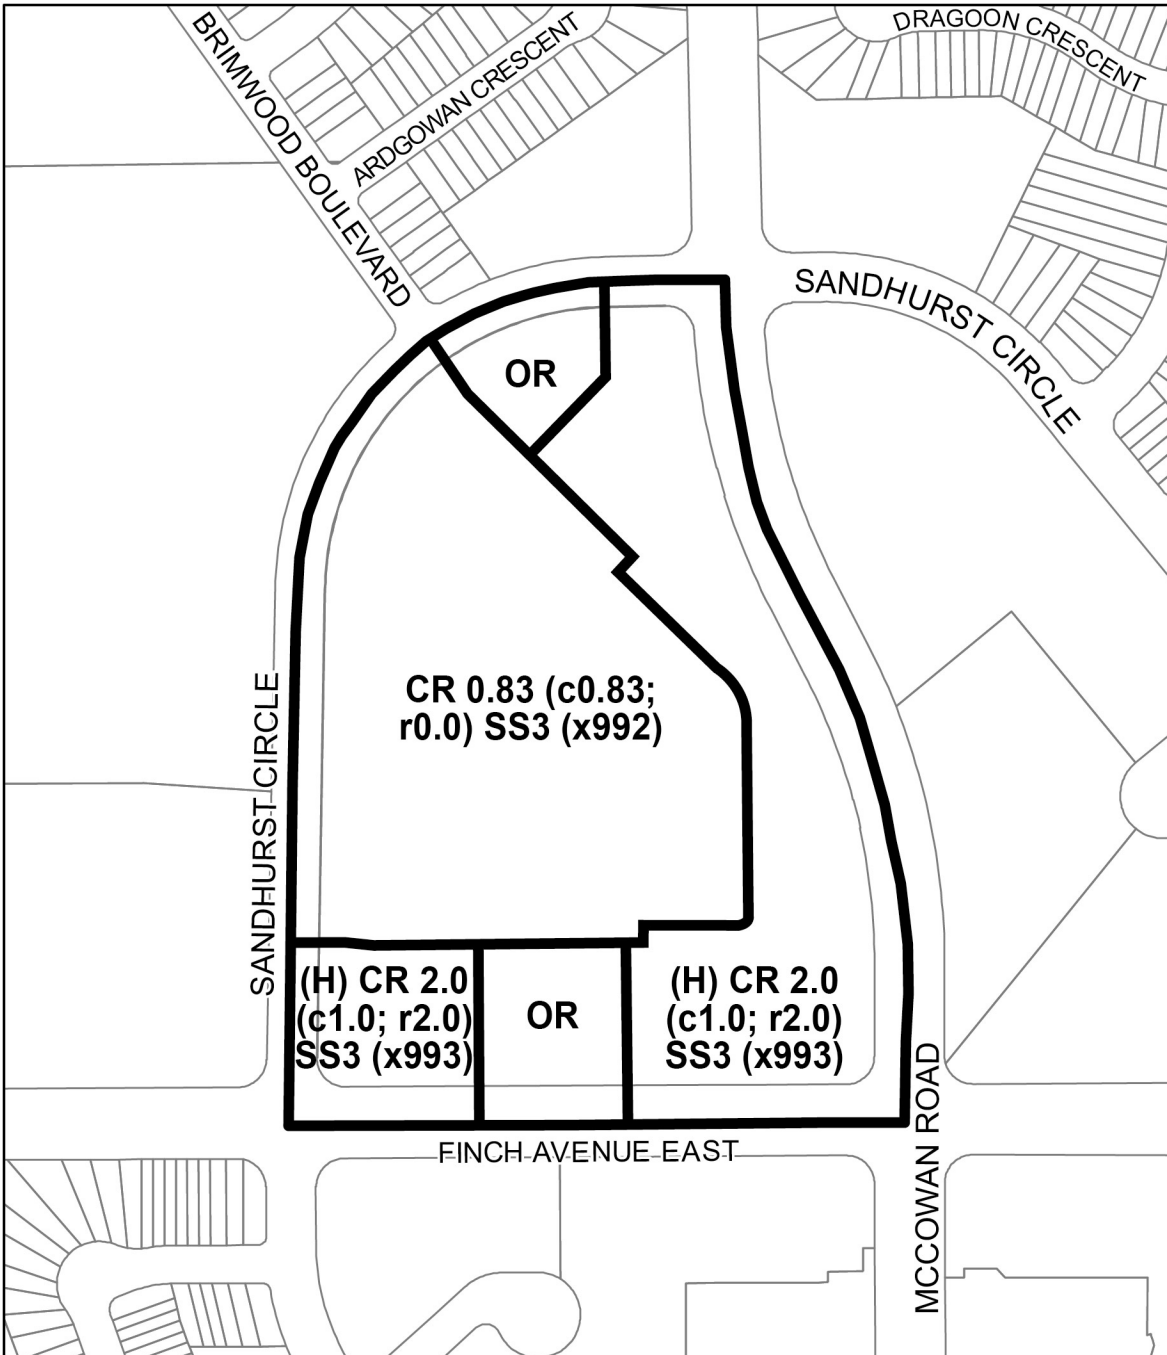 BRIMWOOD BOULEVARD
ARDGOWAN CRESCENT
DRAGOON CRESCENT
SANDHURST CIRCLE
OR
CR 0.83 (c0.83;
r0.0) SS3 (x992)
SANDHURST CIRCLE
(H) CR 2.0
(c1.0; r2.0)
SS3 (x993)
OR
(H) CR 2.0
(c1.0; r2.0)
SS3 (x993)
FINCH AVENUE EAST
MCCOWAN ROAD